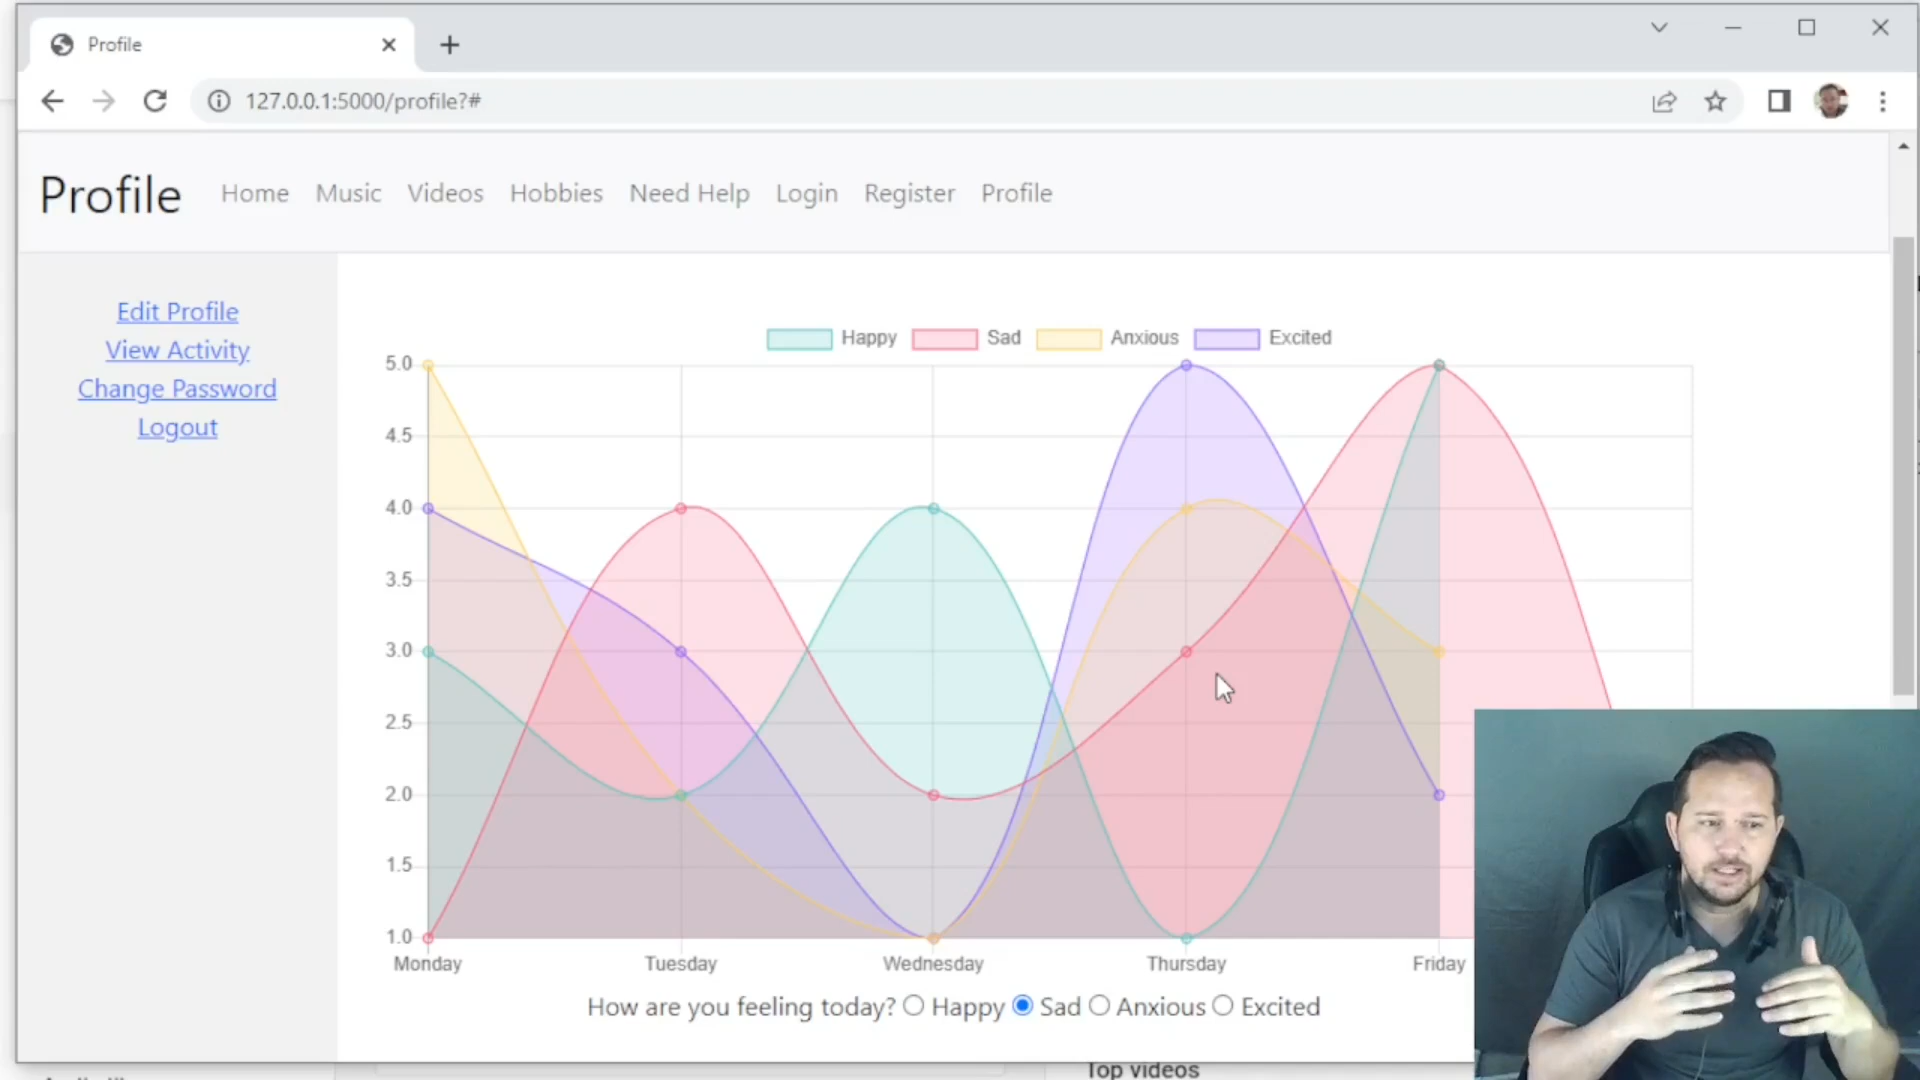 Profile
127.0.0.1:5000/profile?#
Profile Home Music Videos Hobbies Need Help Login Register Profile
Edit Profile
View Activity
Change Password
Logout
Happy Sad Anxious Excited
5.0
4.5
4.0
3.5
3.0
2.5
2.0
1.5
1.0
Monday Tuesday Wednesday Thursday Friday
How are you feeling today? Happy Sad Anxious Excited
Top videos